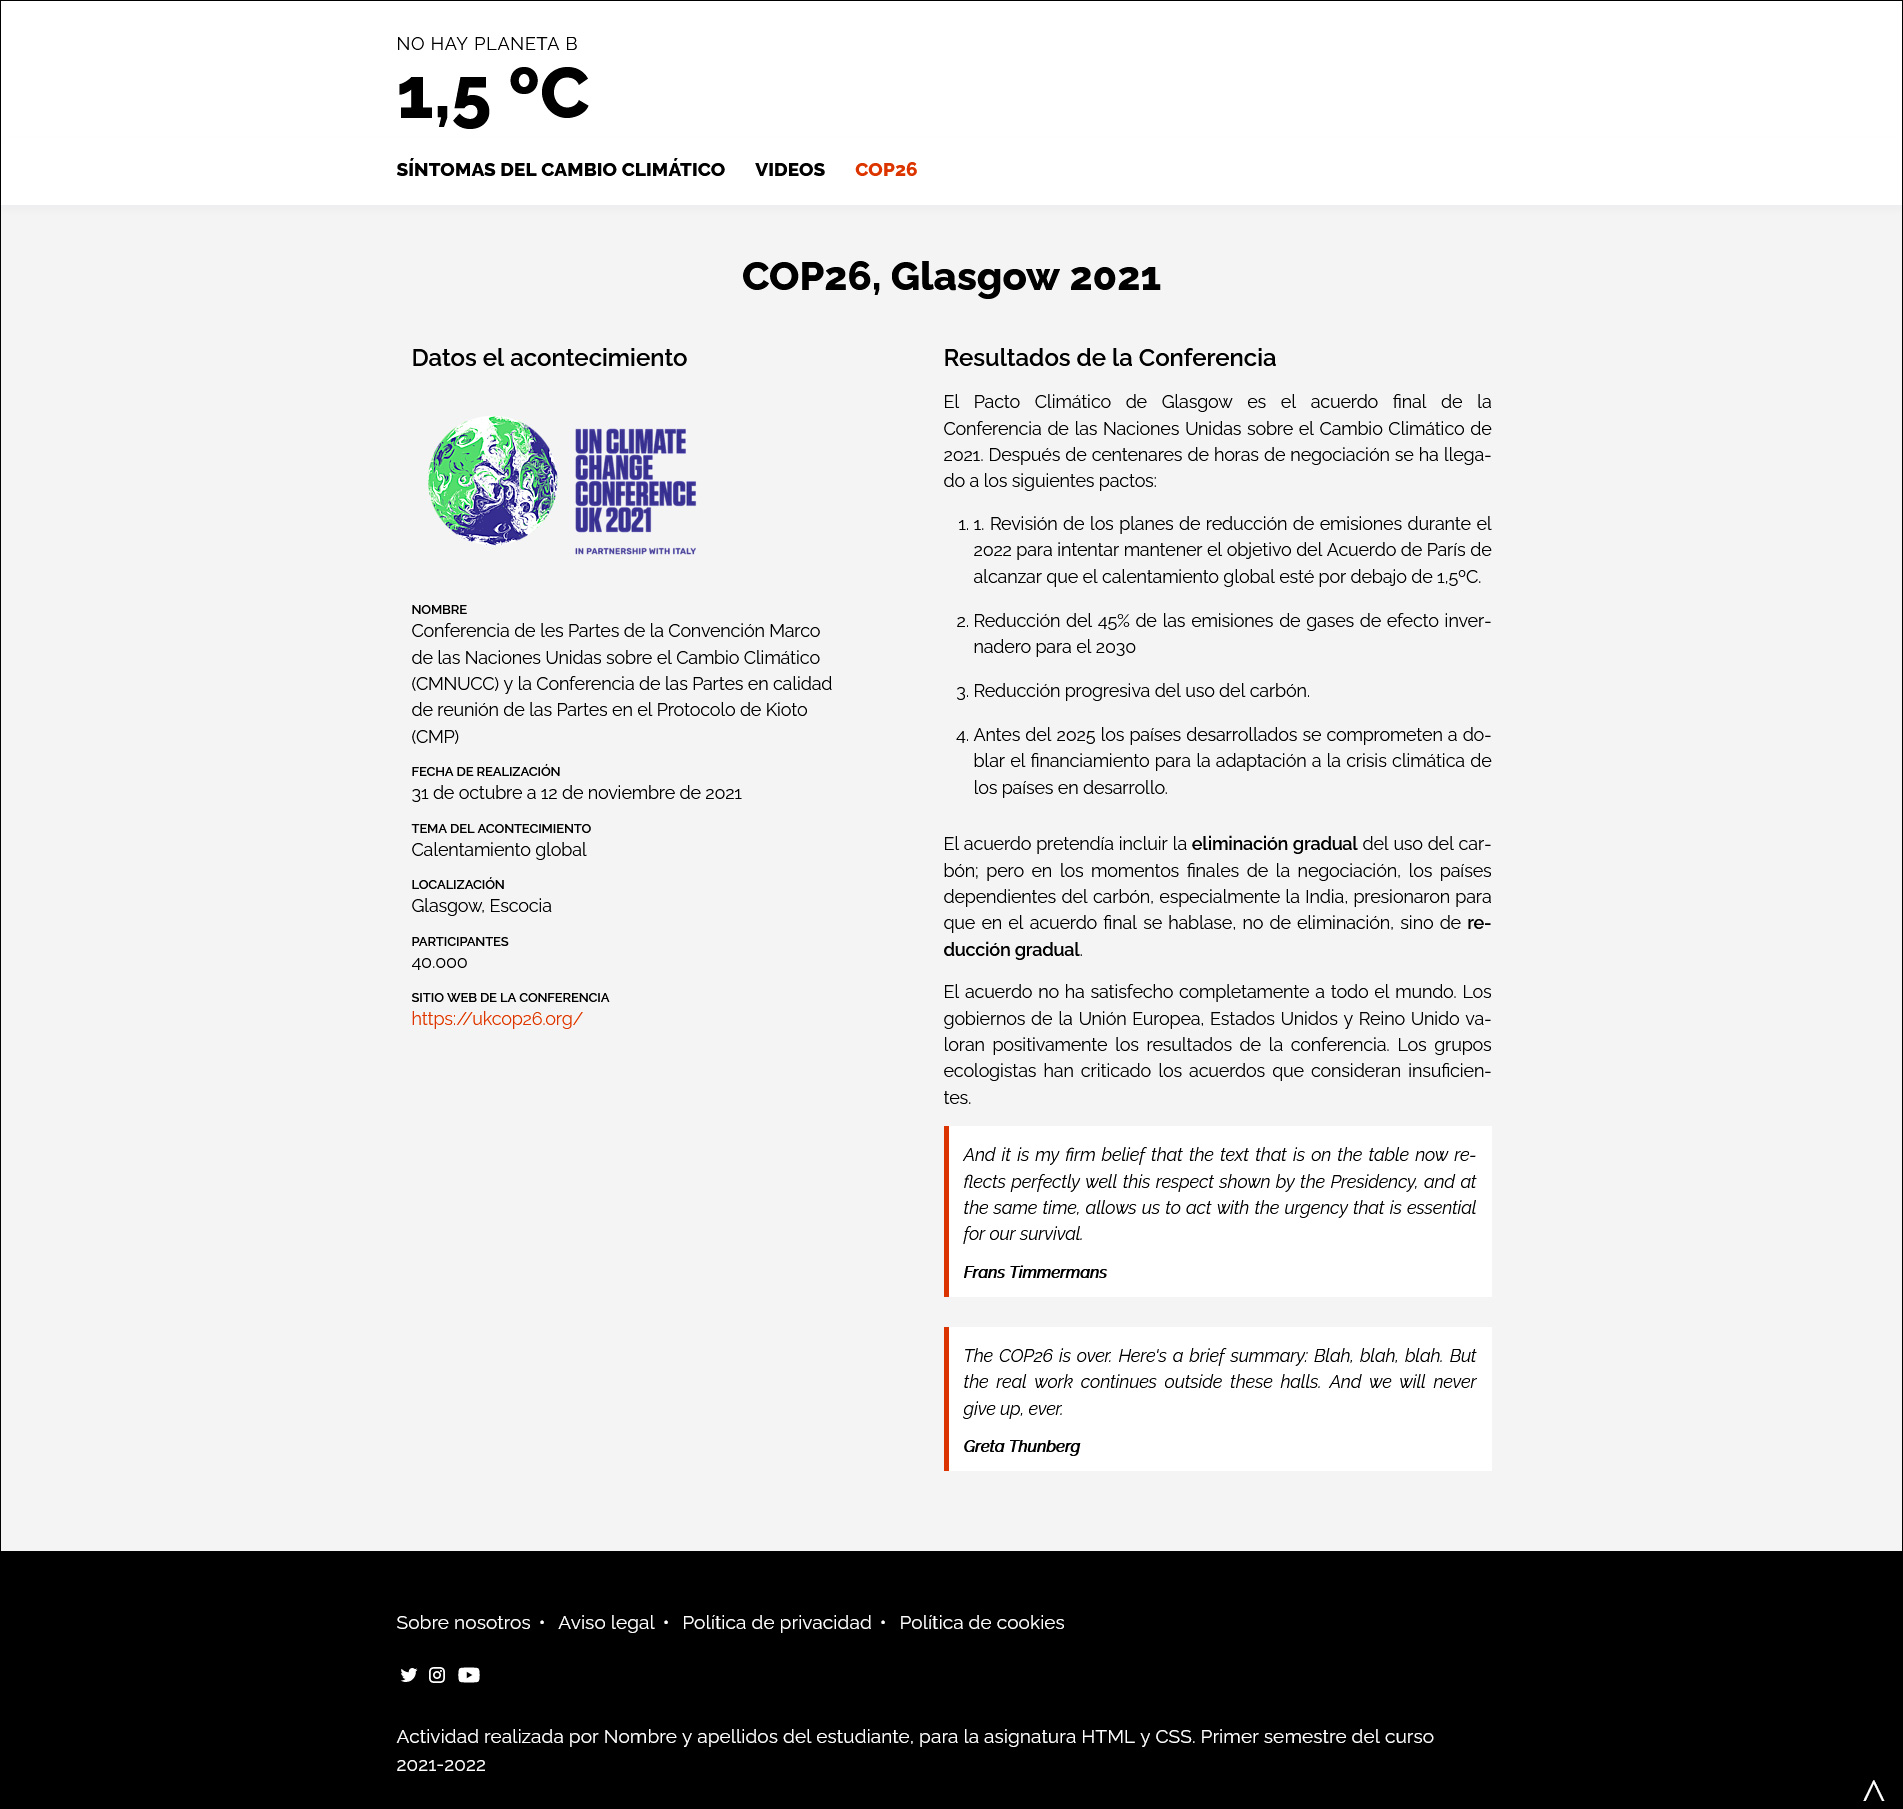 NO HAY PLANETA B
1,5 ºC
SÍNTOMAS DEL CAMBIO CLIMÁTICO VIDEOS COP26
COP26, Glasgow 2021
Datos el acontecimiento
UN CLIMATE
CHANGE
CONFERENCE
UK 2021
IN PARTNERSHIP WITH ITALY
NOMBRE
Conferencia de les Partes de la Convención Marco
de las Naciones Unidas sobre el Cambio Climático
(CMNUCC) y la Conferencia de las Partes en calidad
de reunión de las Partes en el Protocolo de Kioto
(CMP)
FECHA DE REALIZACIÓN
31 de octubre a 12 de noviembre de 2021
TEMA DEL ACONTECIMIENTO
Calentamiento global
LOCALIZACIÓN
Glasgow, Escocia
PARTICIPANTES
40.000
SITIO WEB DE LA CONFERENCIA
https://ukcop26.org/
Resultados de la Conferencia
El Pacto Climático de Glasgow es el acuerdo final de la
Conferencia de las Naciones Unidas sobre el Cambio Climático de
2021. Después de centenares de horas de negociación se ha llega-
do a los siguientes pactos:
1. 1. Revisión de los planes de reducción de emisiones durante el
2022 para intentar mantener el objetivo del Acuerdo de París de
alcanzar que el calentamiento global esté por debajo de 1,5ºC.
2. Reducción del 45% de las emisiones de gases de efecto inver-
nadero para el 2030
3. Reducción progresiva del uso del carbón.
4. Antes del 2025 los países desarrollados se comprometen a do-
blar el financiamiento para la adaptación a la crisis climática de
los países en desarrollo.
El acuerdo pretendía incluir la eliminación gradual del uso del car-
bón; pero en los momentos finales de la negociación, los países
dependientes del carbón, especialmente la India, presionaron para
que en el acuerdo final se hablase, no de eliminación, sino de re-
ducción gradual.
El acuerdo no ha satisfecho completamente a todo el mundo. Los
gobiernos de la Unión Europea, Estados Unidos y Reino Unido va-
loran positivamente los resultados de la conferencia. Los grupos
ecologistas han criticado los acuerdos que consideran insuficien-
tes.
And it is my firm belief that the text that is on the table now re-
flects perfectly well this respect shown by the Presidency, and at
the same time, allows us to act with the urgency that is essential
for our survival.
Frans Timmermans
The COP26 is over. Here's a brief summary: Blah, blah, blah. But
the real work continues outside these halls. And we will never
give up, ever.
Greta Thunberg
Sobre nosotros • Aviso legal • Política de privacidad • Política de cookies
Actividad realizada por Nombre y apellidos del estudiante, para la asignatura HTML y CSS. Primer semestre del curso
2021-2022